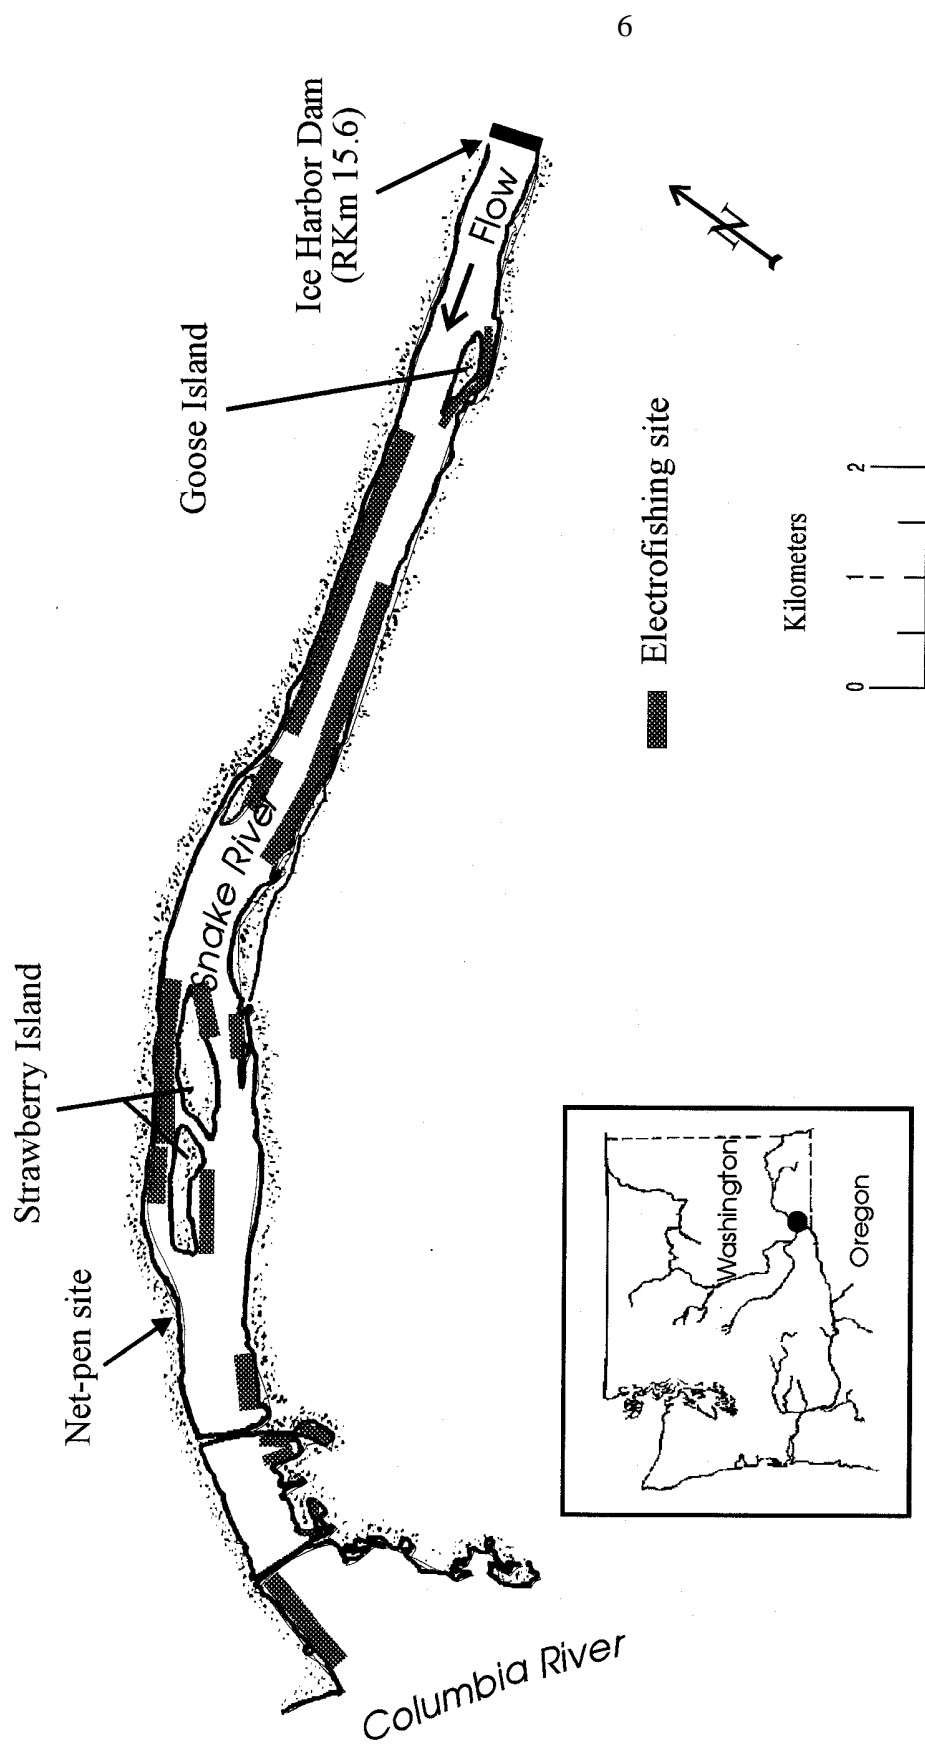 6
Ice Harbor Dam
(RKm 15.6)
Flow
Goose Island
N
Electrofishing site
Kilometers
0 1 2
Snake River
Strawberry Island
Net-pen site
Washington
Oregon
Columbia River